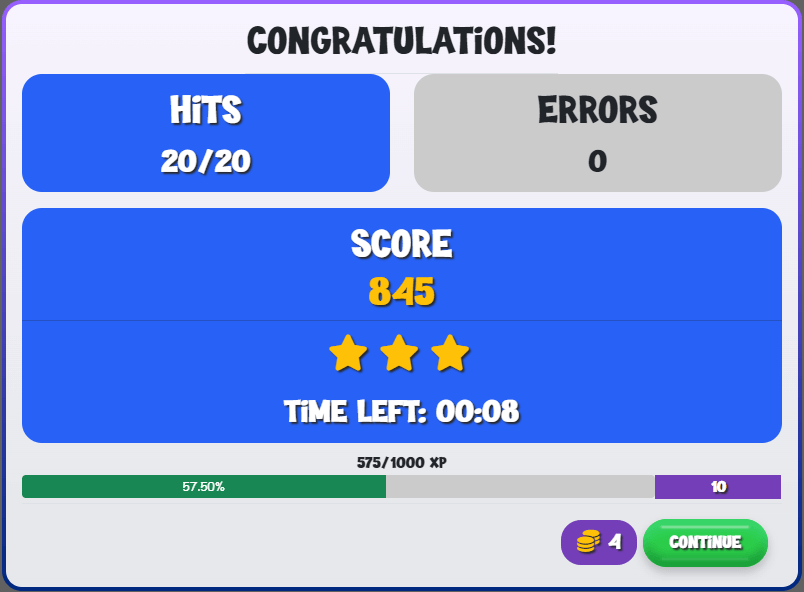 CONGRATULATiONS!
HiTS
20/20
ERRORS
0
SCORE
845
TiME LEFT: 00:08
575/1000 XP
57.50%
10
4
CONTiNUE